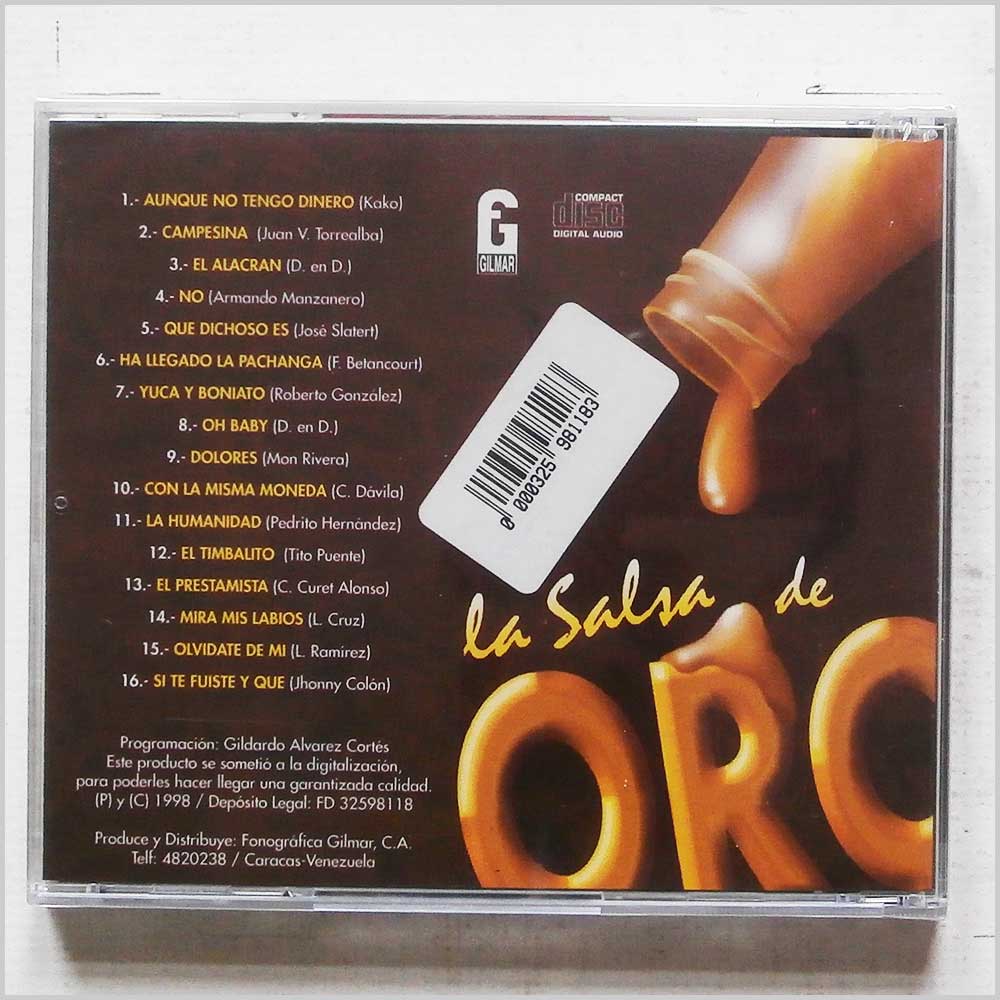 1.- AUNQUE NO TENGO DINERO (Kako)
2.- CAMPESINA (Juan V. Torrealba)
3.- EL ALACRAN (D. en D.)
4.- NO (Armando Manzanero)
5.- QUE DICHOSO ES (José Slatert)
6.- HA LLEGADO LA PACHANGA (F. Betancourt)
7.- YUCA Y BONIATO (Roberto González)
8.- OH BABY (D. en D.)
9.- DOLORES (Mon Rivera)
10.- CON LA MISMA MONEDA (C. Dávila)
11.- LA HUMANIDAD (Pedrito Hernández)
12.- EL TIMBALITO (Tito Puente)
13.- EL PRESTAMISTA (C. Curet Alonso)
14.- MIRA MIS LABIOS (L. Cruz)
15.- OLVIDATE DE MI (L. Ramírez)
16.- SI TE FUISTE Y QUE (Jhonny Colón)
Programación: Gildardo Alvarez Cortés
Este producto se sometió a la digitalización,
para poderles hacer llegar una garantizada calidad.
(P) y (C) 1998 / Depósito Legal: FD 32598118
Produce y Distribuye: Fonográfica Gilmar, C.A.
Telf: 4820238 / Caracas-Venezuela
G
GILMAR
COMPACT
disc
DIGITAL AUDIO
0 000325 981183
la Salsa de
ORO